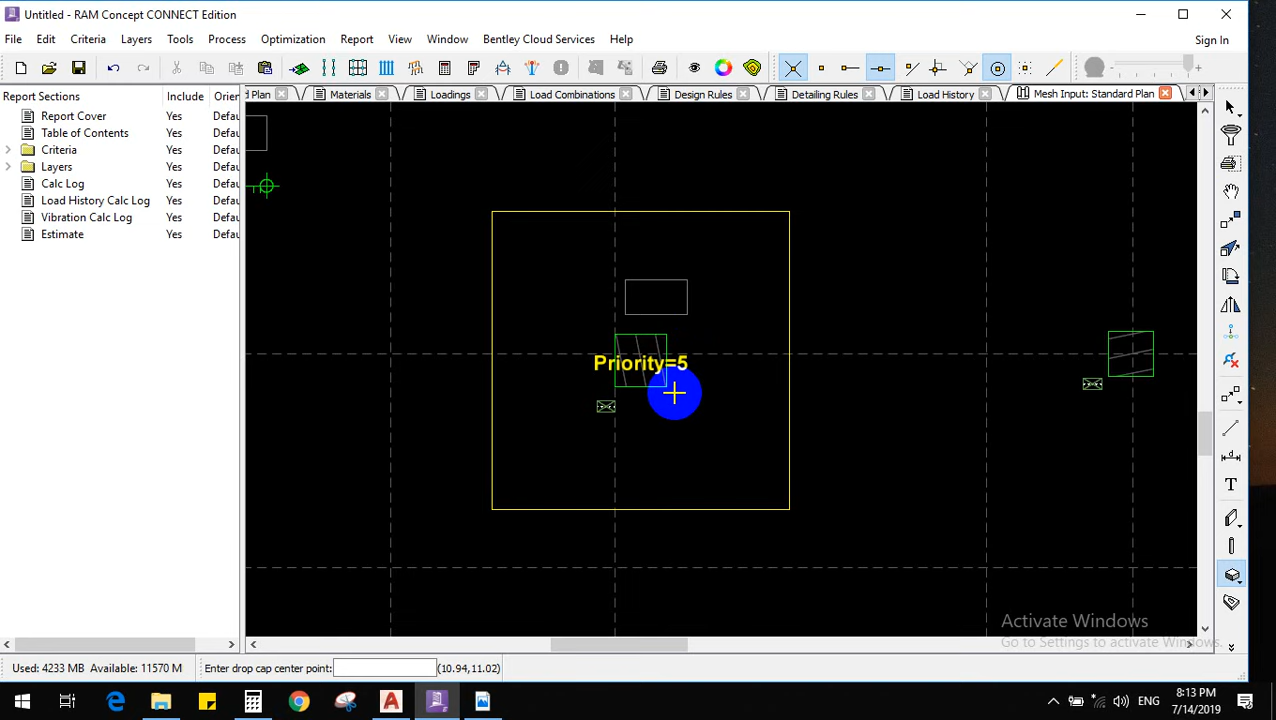 Untitled - RAM Concept CONNECT Edition
File Edit Criteria Layers Tools Process Optimization Report View Window Bentley Cloud Services Help
Sign In
Report Sections Include Orier
d Plan Materials Loadings Load Combinations Design Rules Detailing Rules Load History Mesh Input: Standard Plan
Report Cover Yes Defau
Table of Contents Yes Defau
Criteria Yes Defau
Layers Yes Defau
Calc Log Yes Defau
Load History Calc Log Yes Defau
Vibration Calc Log Yes Defau
Estimate Yes Defau
Priority=5
T
Activate Windows
Go to Settings to activate Windows.
Used: 4233 MB Available: 11570 M Enter drop cap center point: (10.94,11.02)
ENG
8:13 PM
7/14/2019